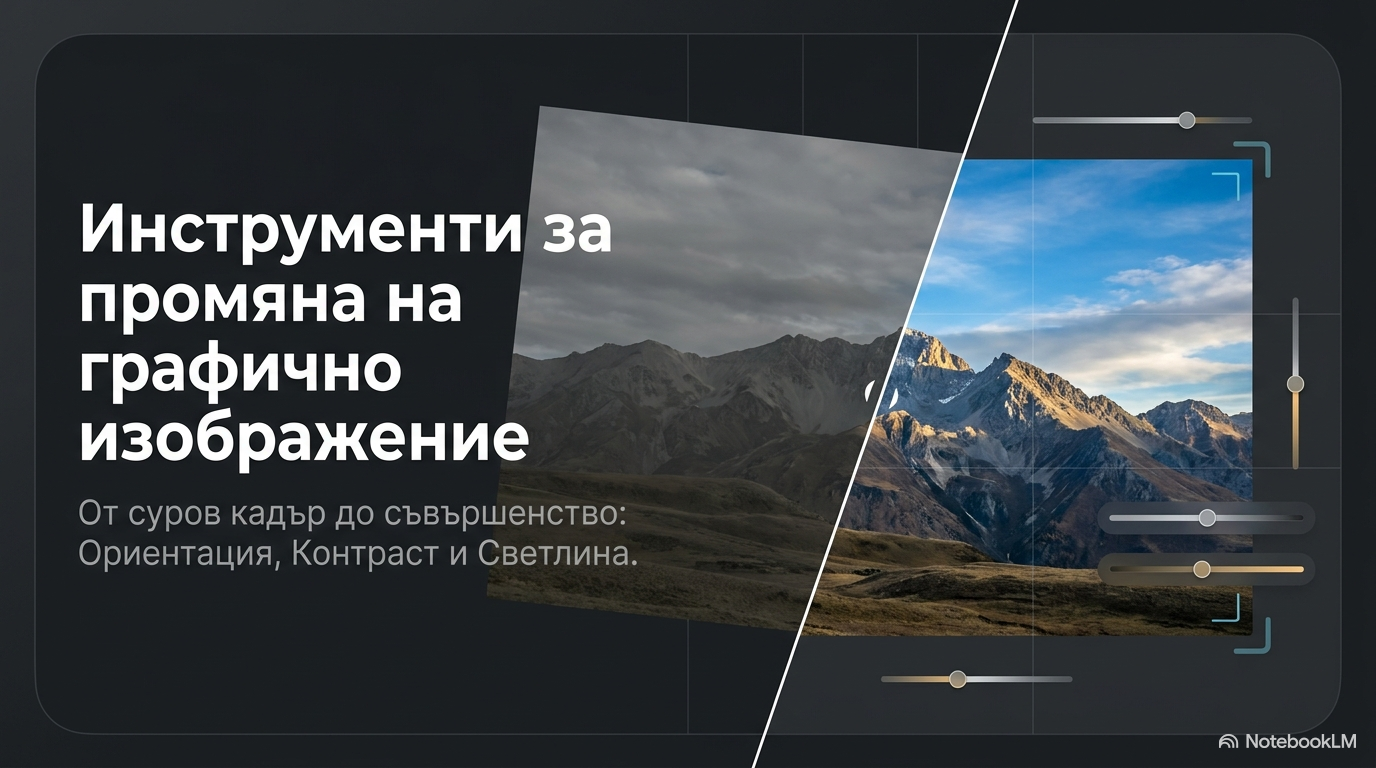 Инструменти за
промяна на
графично
изображение
От суров кадър до съвършенство:
Ориентация, Контраст и Светлина.
NotebookLM